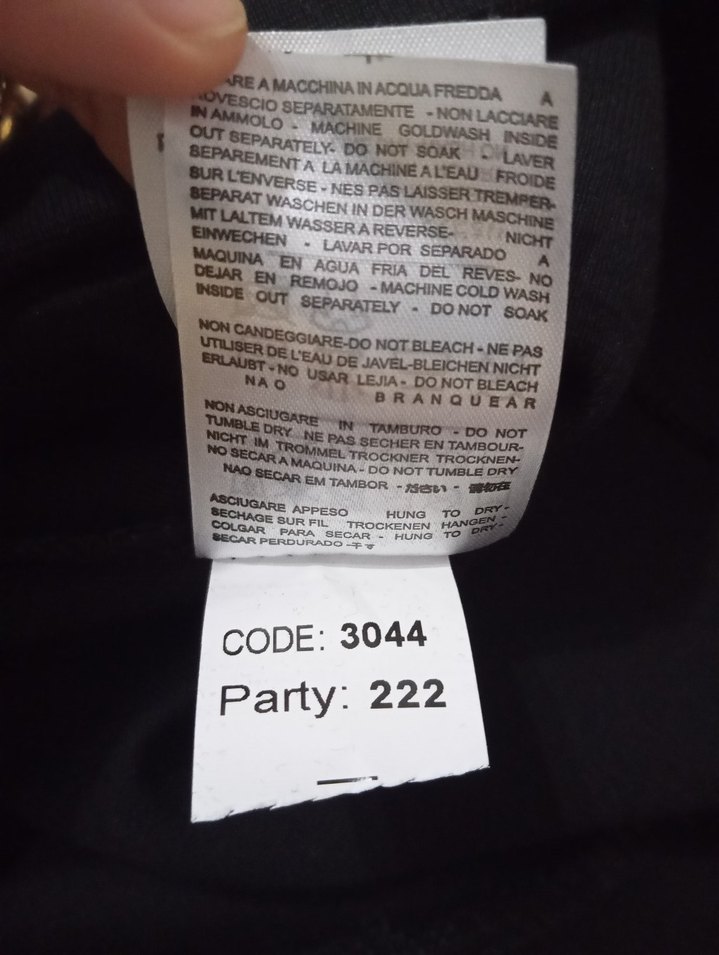 ARE A MACCHINA IN ACQUA FREDDA A
ROVESCIO SEPARATAMENTE - NON LACCIARE
IN AMMOLO - MACHINE GOLDWASH INSIDE
OUT SEPARATELY- DO NOT SOAK - LAVER
SEPAREMENT A LA MACHINE A L'EAU FROIDE
SUR L'ENVERSE - NES PAS LAISSER TREMPER-
SEPARAT WASCHEN IN DER WASCH MASCHINE
MIT LALTEM WASSER A REVERSE- NICHT
EINWECHEN - LAVAR POR SEPARADO A
MAQUINA EN AGUA FRIA DEL REVES- NO
DEJAR EN REMOJO - MACHINE COLD WASH
INSIDE OUT SEPARATELY - DO NOT SOAK
NON CANDEGGIARE-DO NOT BLEACH - NE PAS
UTILISER DE L'EAU DE JAVEL-BLEICHEN NICHT
ERLAUBT - NO USAR LEJIA - DO NOT BLEACH
NAO BRANQUEAR
NON ASCIUGARE IN TAMBURO - DO NOT
TUMBLE DRY NE PAS SECHER EN TAMBOUR-
NICHT IM TROMMEL TROCKNER TROCKNEN-
NO SECAR A MAQUINA - DO NOT TUMBLE DRY
NAO SECAR EM TAMBOR - ださい -
ASCIUGARE APPESO HUNG TO DRY-
SECHAGE SUR FIL TROCKENEN HANGEN -
COLGAR PARA SECAR - HUNG TO DRY-
SECAR PERDURADO - 干す
CODE: 3044
Party: 222